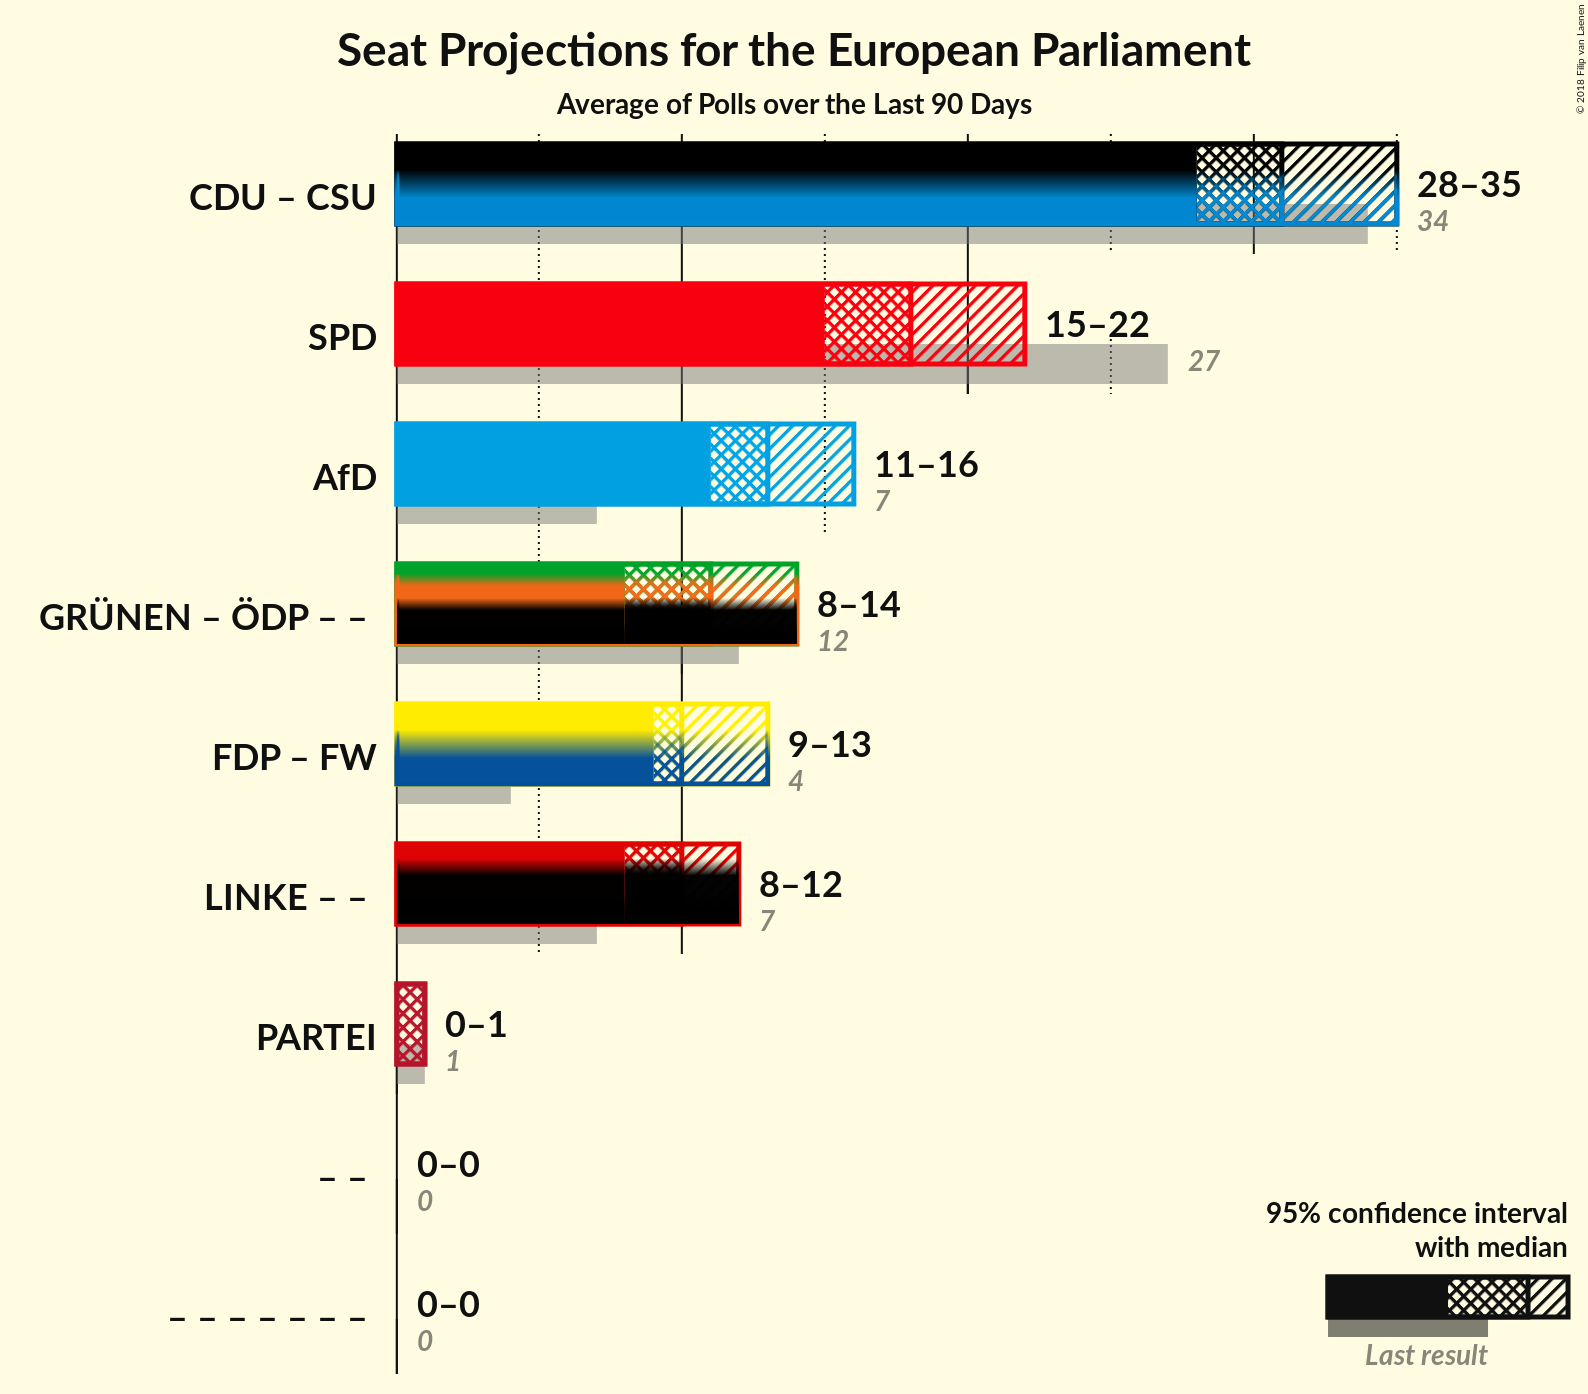 Seat Projections for the European Parliament
Average of Polls over the Last 90 Days
© 2018 Filip van Laenen
CDU – CSU
28–35
34
SPD
15–22
27
AfD
11–16
7
GRÜNEN – ÖDP – –
8–14
12
FDP – FW
9–13
4
LINKE – –
8–12
7
PARTEI
0–1
1
– –
0–0
0
– – – – – – –
0–0
0
95% confidence interval
with median
Last result